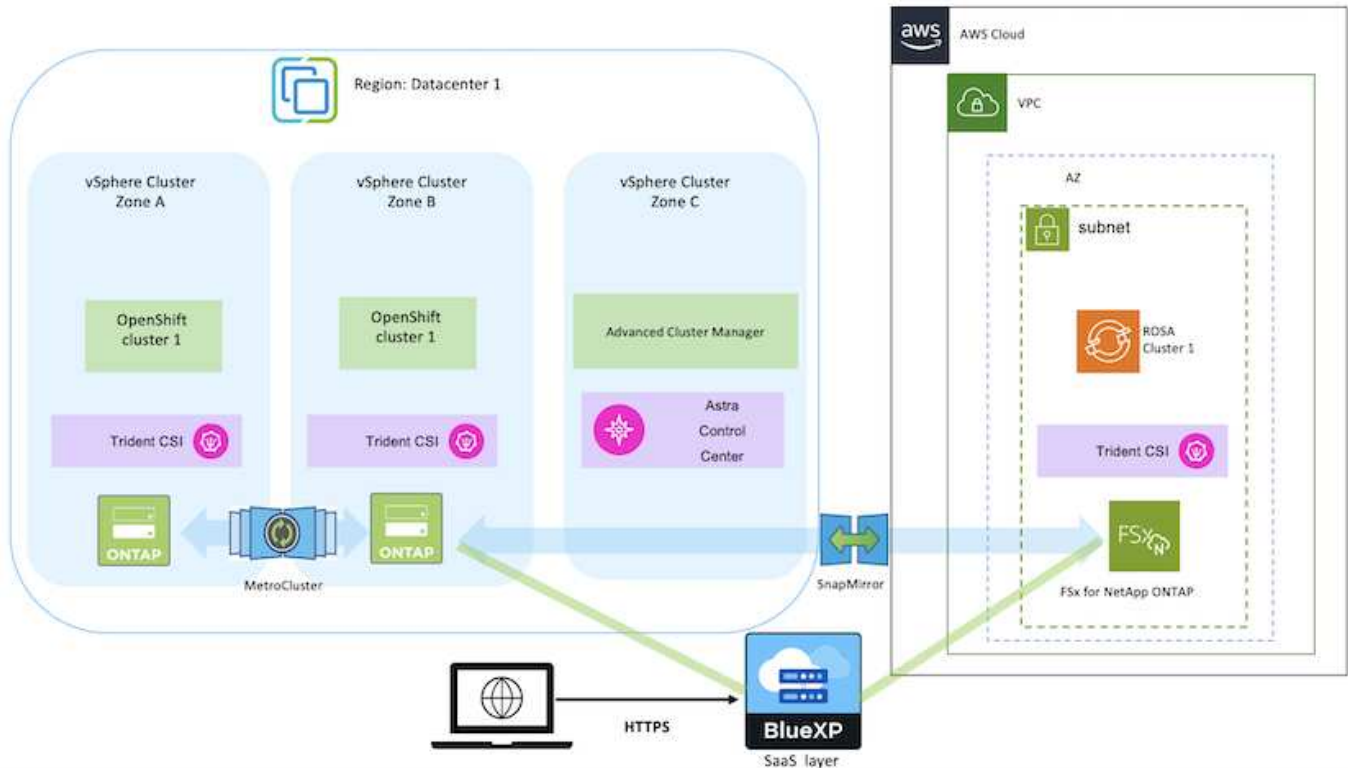 aws
AWS Cloud
Region: Datacenter 1
VPC
vSphere Cluster
Zone A
vSphere Cluster
Zone B
vSphere Cluster
Zone C
AZ
subnet
OpenShift
cluster 1
OpenShift
cluster 1
Advanced Cluster Manager
ROSA
Cluster 1
Astra
Control
Center
Trident CSI
Trident CSI
Trident CSI
ONTAP
ONTAP
FSx
N
MetroCluster
SnapMirror
FSx for NetApp ONTAP
HTTPS
BlueXP
SaaS layer